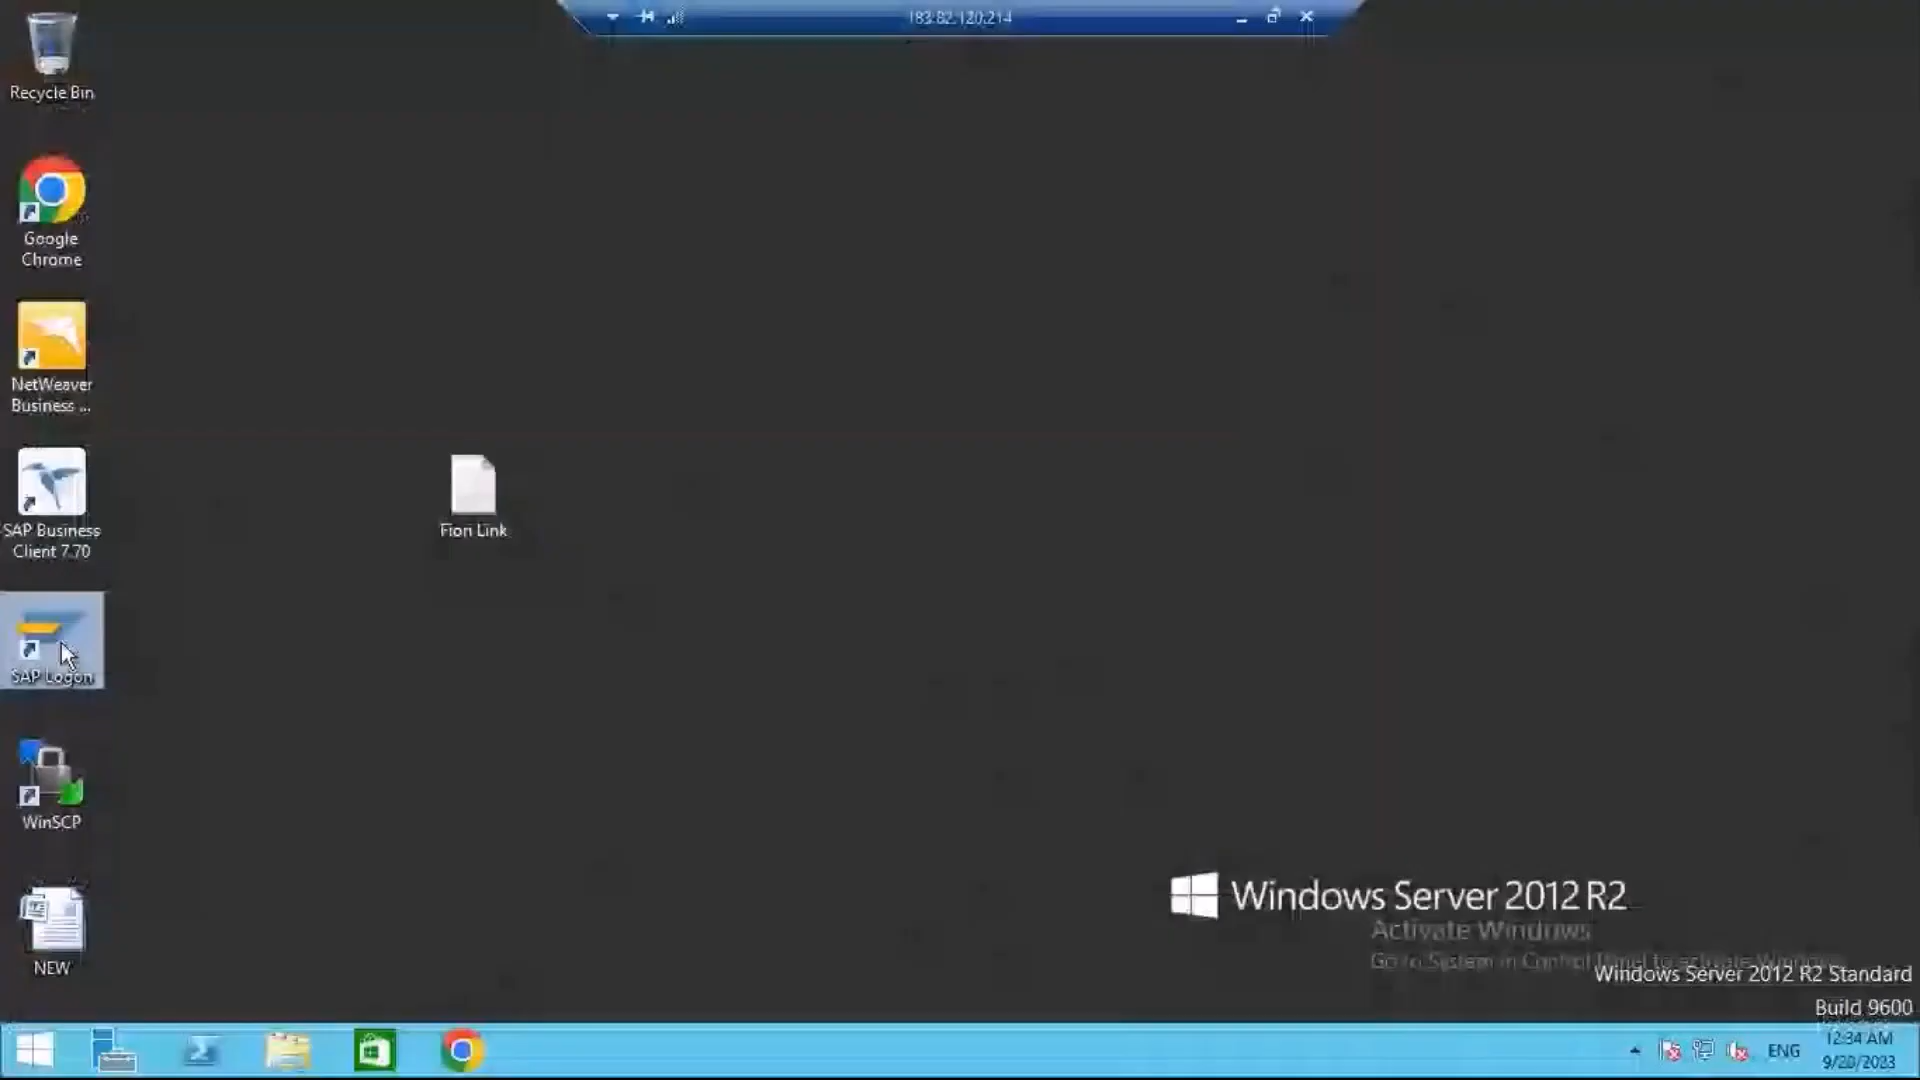 183.82.120.214
Recycle Bin
Google
Chrome
NetWeaver
Business ...
SAP Business
Client 7.70
Fiori Link
SAP Logon
WinSCP
NEW
Windows Server 2012 R2
Activate Windows
Go to System in Control Panel to activate Windows.
Windows Server 2012 R2 Standard
Build 9600
ENG
12:34 AM
9/20/2023